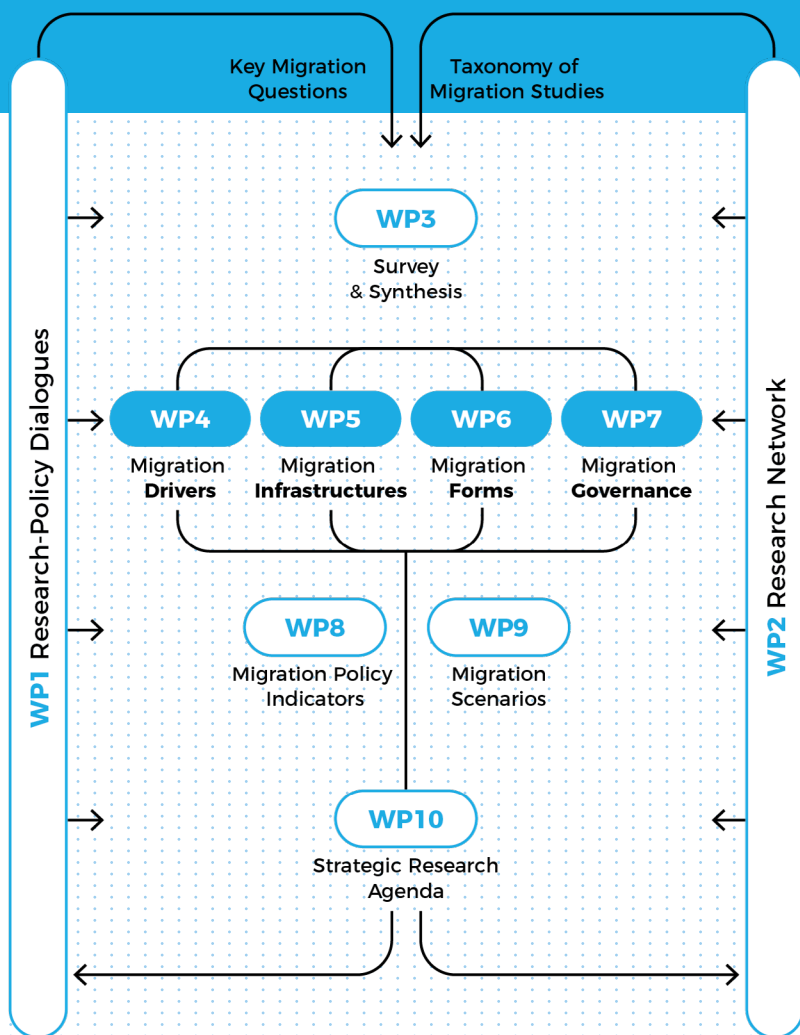 Key Migration
Questions
Taxonomy of
Migration Studies
WP1 Research-Policy Dialogues
WP2 Research Network
WP3
Survey
& Synthesis
WP4
Migration
Drivers
WP5
Migration
Infrastructures
WP6
Migration
Forms
WP7
Migration
Governance
WP8
Migration Policy
Indicators
WP9
Migration
Scenarios
WP10
Strategic Research
Agenda